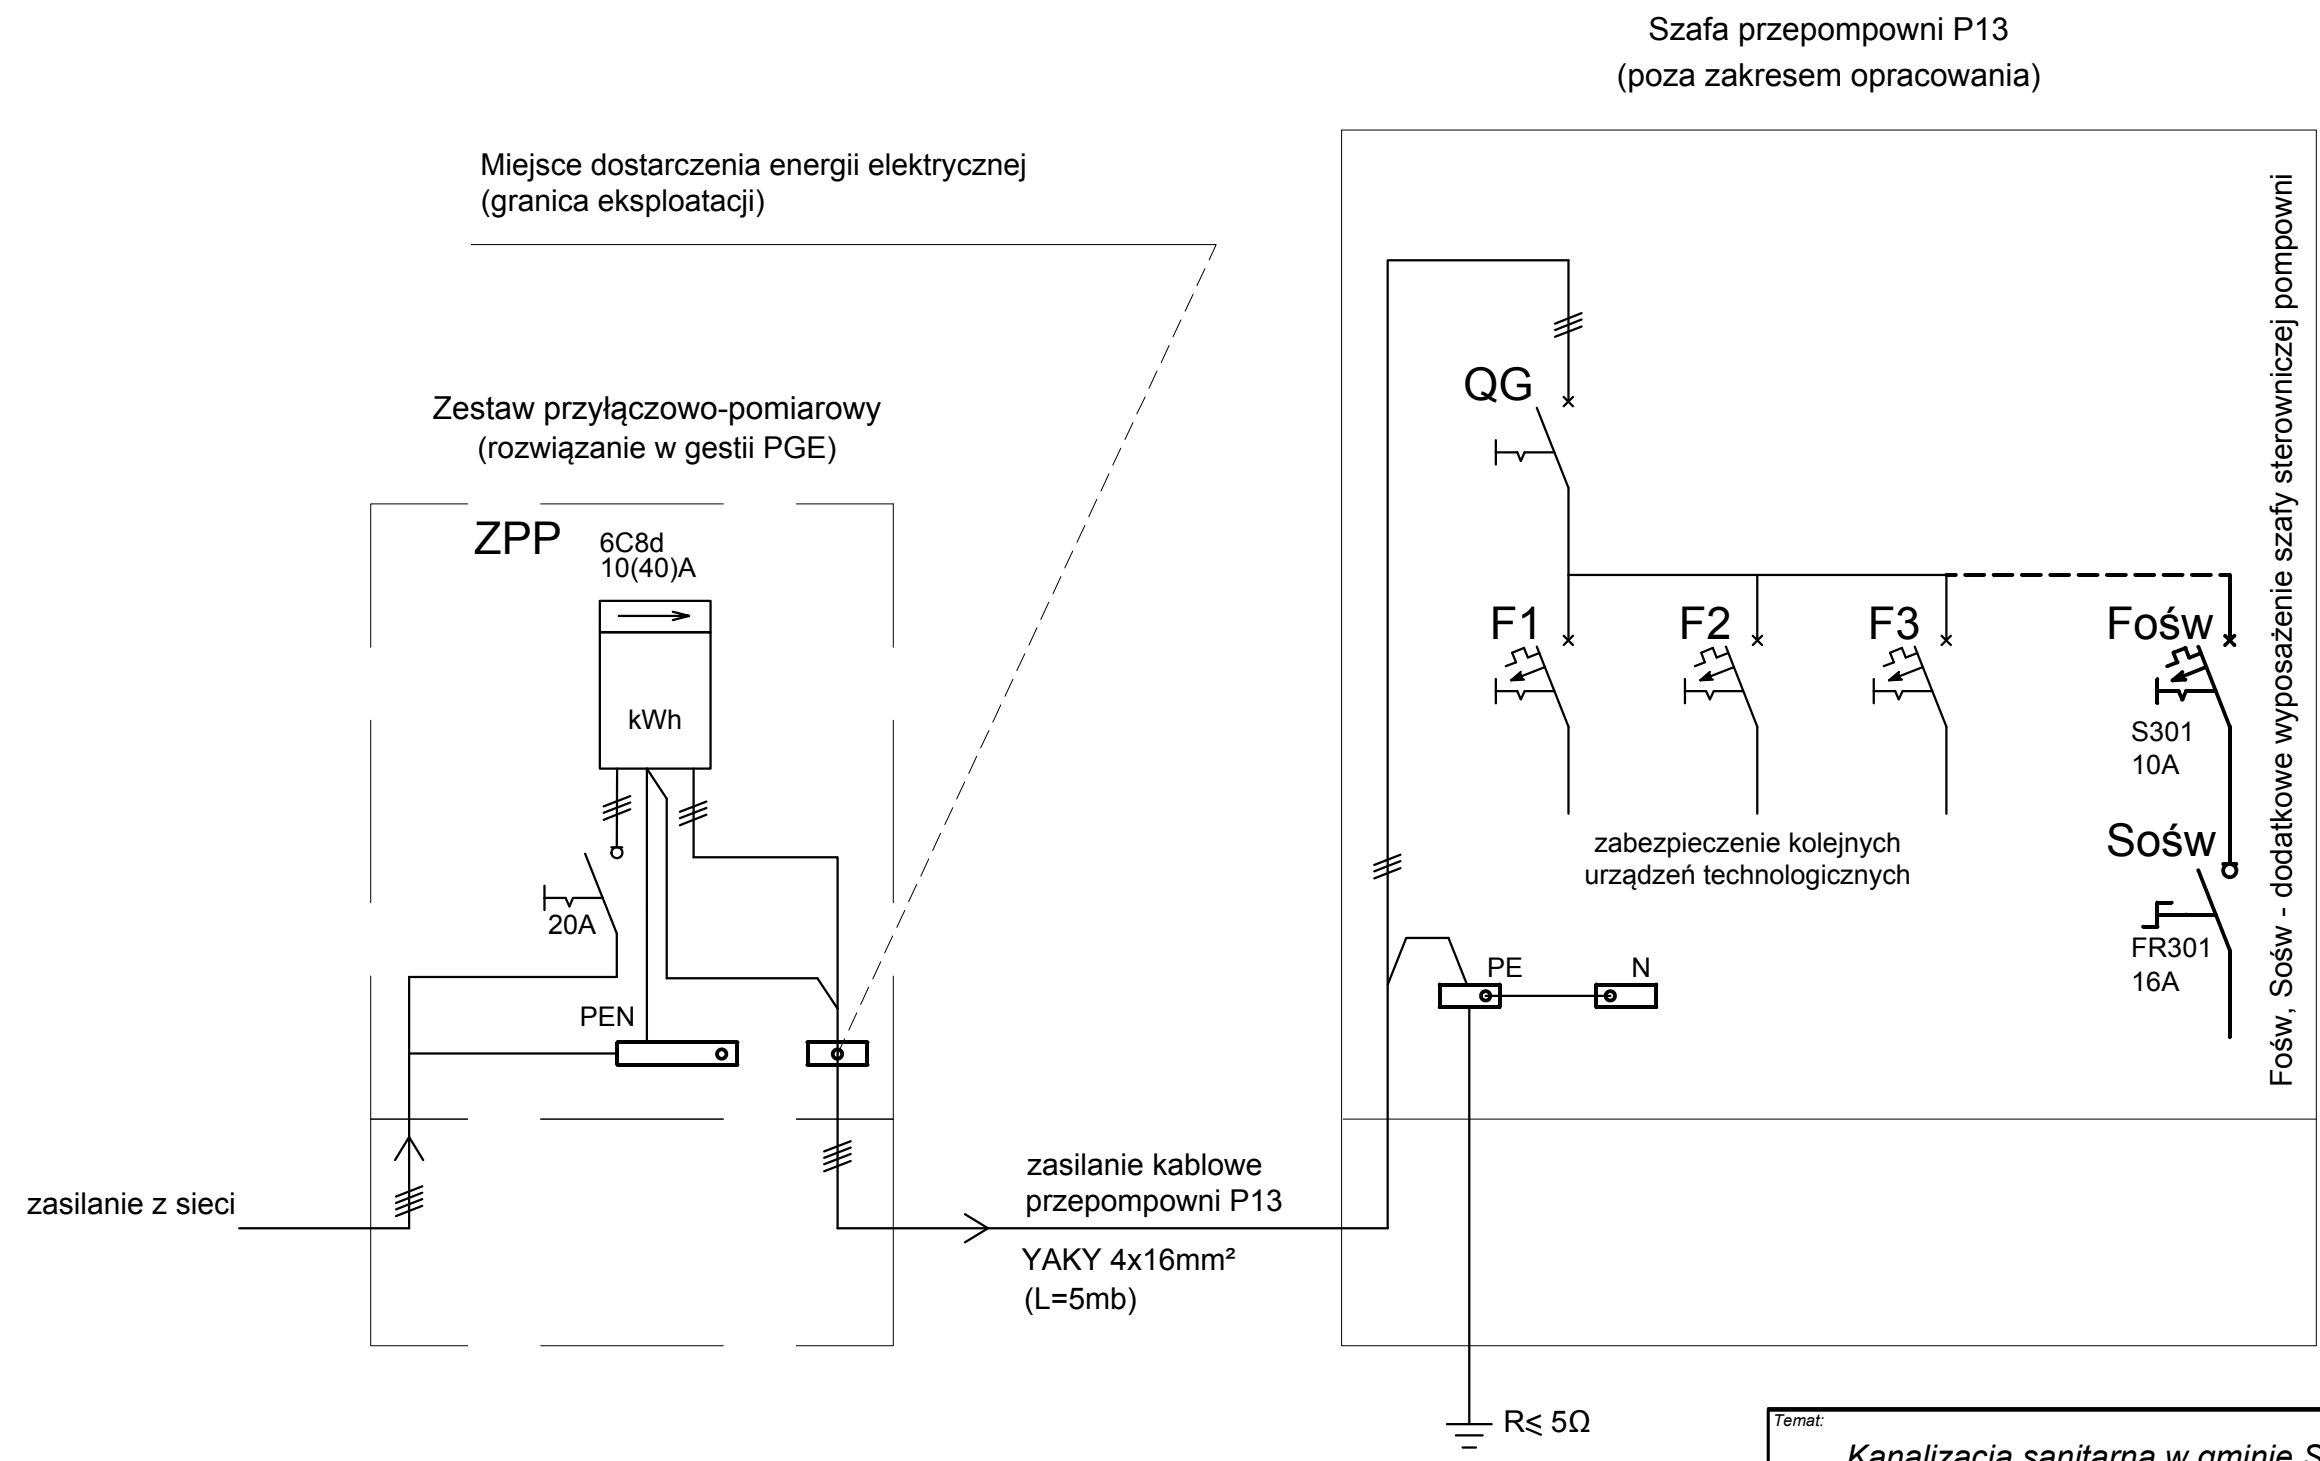 Szafa przepompowni P13
(poza zakresem opracowania)
Miejsce dostarczenia energii elektrycznej
(granica eksploatacji)
Zestaw przyłączowo-pomiarowy
(rozwiązanie w gestii PGE)
ZPP
6C8d
10(40)A
kWh
20A
PEN
zasilanie z sieci
zasilanie kablowe
przepompowni P13
YAKY 4x16mm²
(L=5mb)
QG
F1
F2
F3
Fośw
S301
10A
zabezpieczenie kolejnych
urządzeń technologicznych
Sośw
FR301
16A
PE
N
Fośw, Sośw - dodatkowe wyposażenie szafy sterowniczej pompowni
R⩽ 5Ω
Temat:
Kanalizacja sanitarna w gminie S